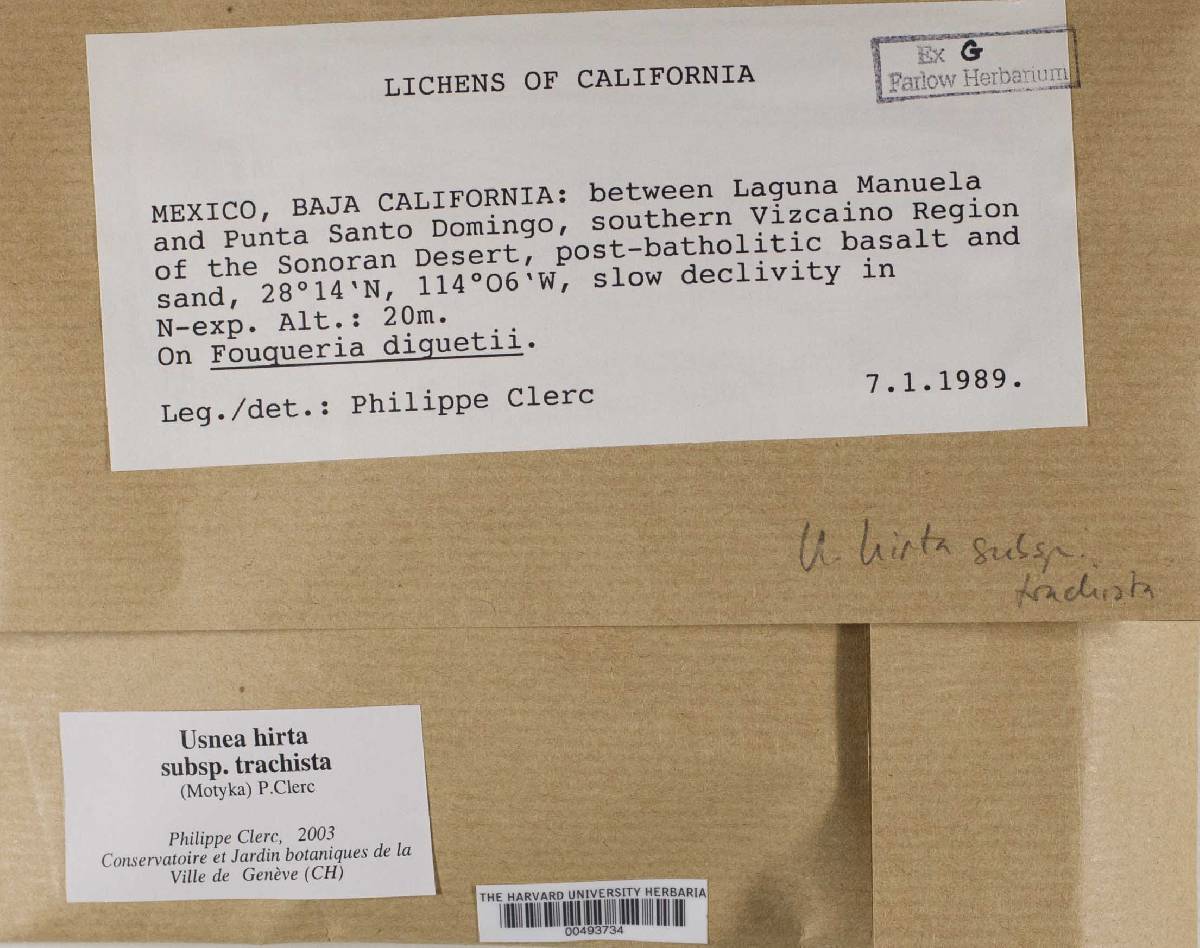 LICHENS OF CALIFORNIA
Ex G
Farlow Herbarium
MEXICO, BAJA CALIFORNIA: between Laguna Manuela
and Punta Santo Domingo, southern Vizcaino Region
of the Sonoran Desert, post-batholitic basalt and
sand, 28°14'N, 114°06'W, slow declivity in
N-exp. Alt.: 20m.
On Fouqueria diguetii.
Leg./det.: Philippe Clerc 7.1.1989.
U. hirta subsp.
trachista
Usnea hirta
subsp. trachista
(Motyka) P.Clerc
Philippe Clerc, 2003
Conservatoire et Jardin botaniques de la
Ville de Genève (CH)
THE HARVARD UNIVERSITY HERBARIA
00493734